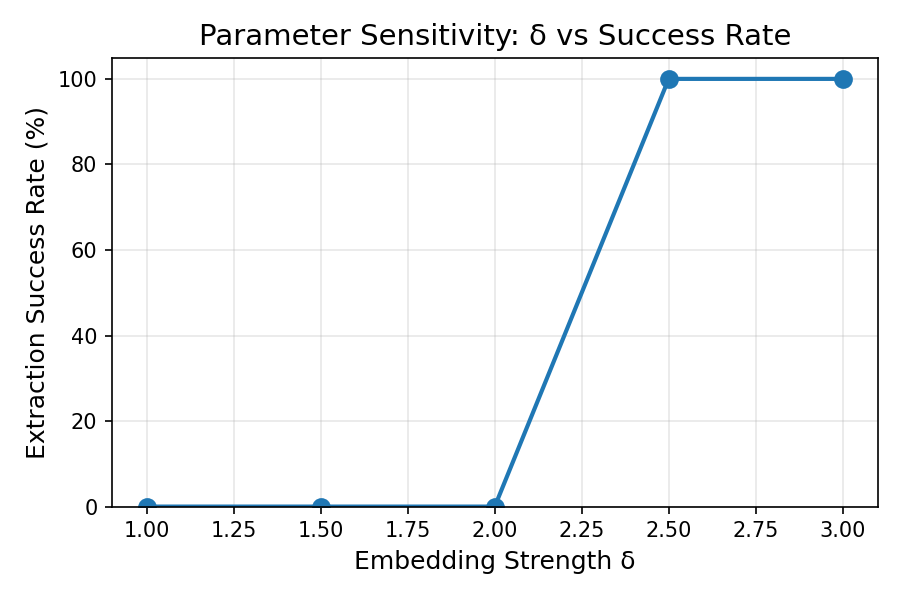 Parameter Sensitivity: δ vs Success Rate
Extraction Success Rate (%)
100
80
60
40
20
0
1.00 1.25 1.50 1.75 2.00 2.25 2.50 2.75 3.00
Embedding Strength δ